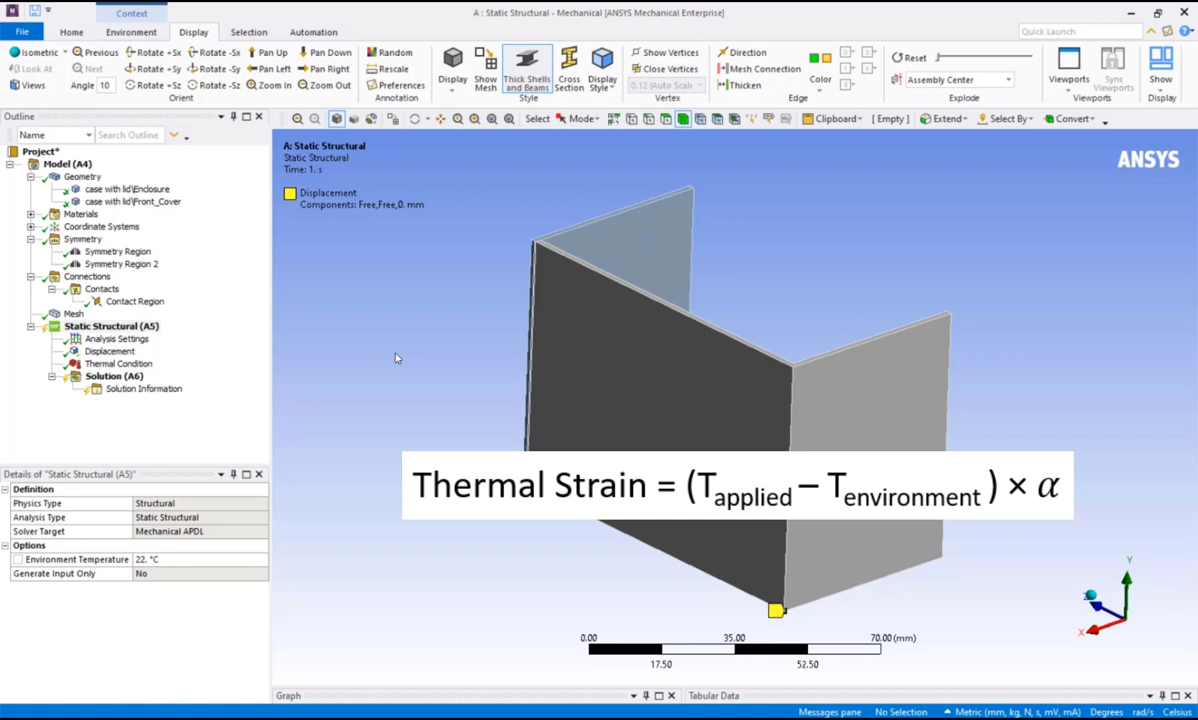 Context
A : Static Structural - Mechanical [ANSYS Mechanical Enterprise]
File Home Environment Display Selection Automation
Quick Launch
Isometric Previous Rotate +Sx Rotate -Sx Pan Up Pan Down
Look At Next Rotate +Sy Rotate -Sy Pan Left Pan Right
Views Angle 10 Rotate +Sz Rotate -Sz Zoom In Zoom Out
Orient
Random
Rescale
Preferences
Annotation
Display
Show Mesh
Thick Shells and Beams
Cross Section
Display Style
Style
Show Vertices
Close Vertices
0.12 (Auto Scale)
Vertex
Direction
Mesh Connection
Thicken
Color
Edge
Reset
Assembly Center
Explode
Viewports
Sync Viewports
Viewports
Show
Display
Select Mode Clipboard [ Empty ] Extend Select By Convert
Outline
Name Search Outline
Project*
Model (A4)
Geometry
case with lid\Enclosure
case with lid\Front_Cover
Materials
Coordinate Systems
Symmetry
Symmetry Region
Symmetry Region 2
Connections
Contacts
Contact Region
Mesh
Static Structural (A5)
Analysis Settings
Displacement
Thermal Condition
Solution (A6)
Solution Information
Details of "Static Structural (A5)"
Definition
Physics Type Structural
Analysis Type Static Structural
Solver Target Mechanical APDL
Options
Environment Temperature 22. °C
Generate Input Only No
A: Static Structural
Static Structural
Time: 1. s
Displacement
Components: Free,Free,0. mm
ANSYS
Thermal Strain = (Tapplied – Tenvironment ) × α
Y
Z
X
0.00 35.00 70.00 (mm)
17.50 52.50
Graph Tabular Data
Messages pane No Selection Metric (mm, kg, N, s, mV, mA) Degrees rad/s Celsius